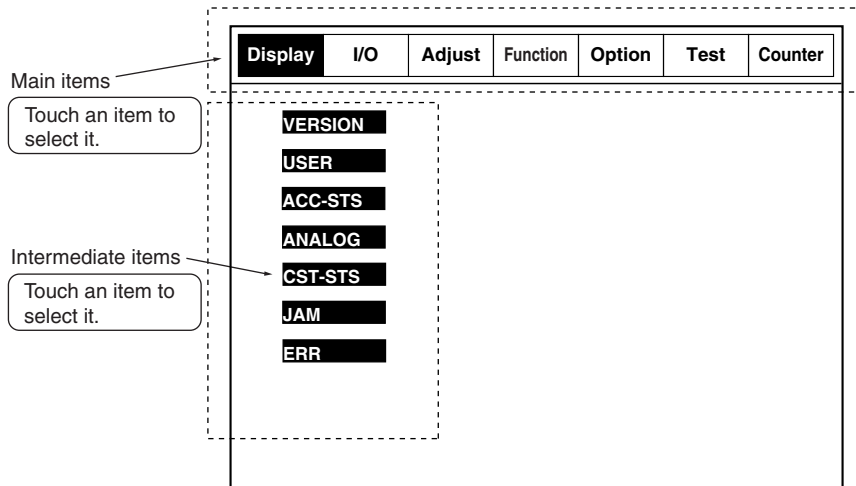 Display I/O Adjust Function Option Test Counter
Main items
Touch an item to
select it.
VERSION
USER
ACC-STS
ANALOG
Intermediate items
CST-STS
Touch an item to
select it.
JAM
ERR